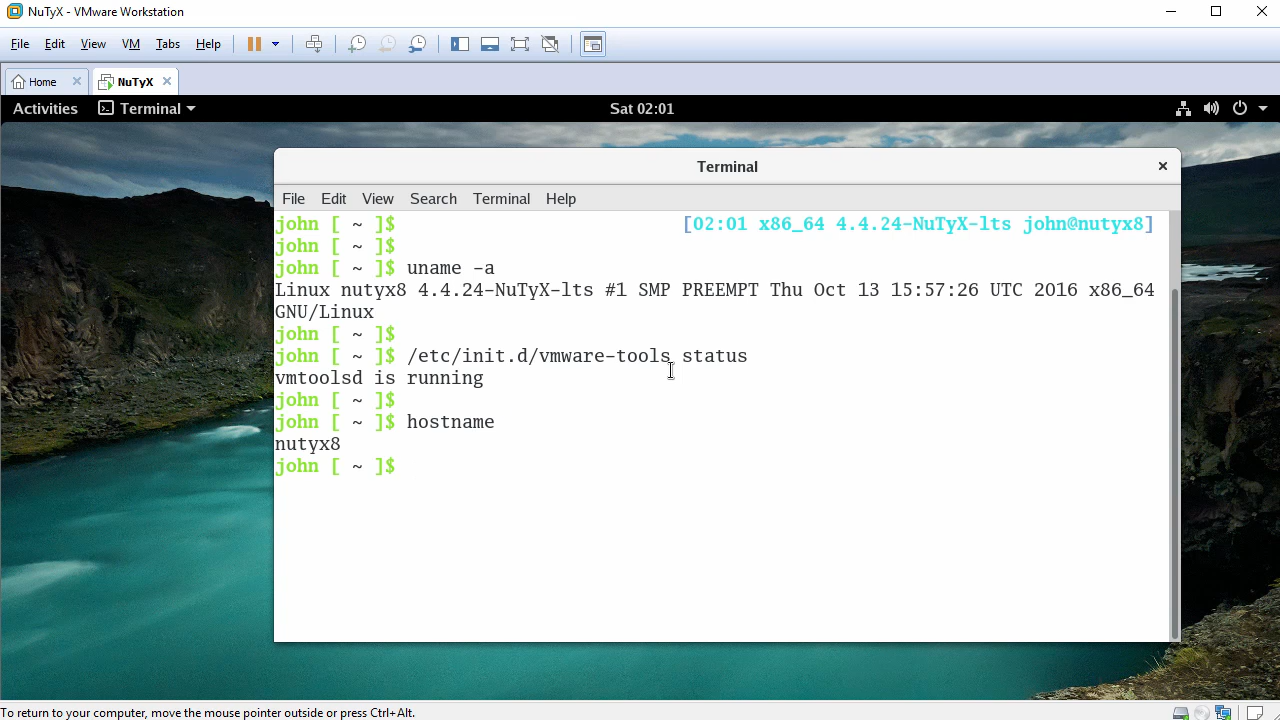 NuTyX - VMware Workstation
File Edit View VM Tabs Help
Home NuTyX
Activities Terminal Sat 02:01
Terminal
File Edit View Search Terminal Help
john [ ~ ]$ [02:01 x86_64 4.4.24-NuTyX-lts john@nutyx8]
john [ ~ ]$
john [ ~ ]$ uname -a
Linux nutyx8 4.4.24-NuTyX-lts #1 SMP PREEMPT Thu Oct 13 15:57:26 UTC 2016 x86_64
GNU/Linux
john [ ~ ]$
john [ ~ ]$ /etc/init.d/vmware-tools status
vmtoolsd is running
john [ ~ ]$
john [ ~ ]$ hostname
nutyx8
john [ ~ ]$
To return to your computer, move the mouse pointer outside or press Ctrl+Alt.